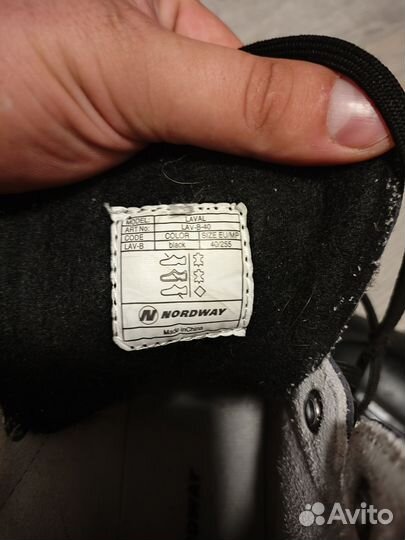 MODEL: LAVAL
ART No: LAV-B-40
CODE COLOR SIZE EU/MP
LAV-B black 40/255
NORDWAY
Made in China
NORDWAY
Avito